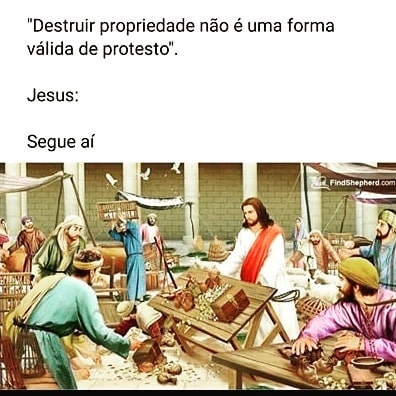 "Destruir propriedade não é uma forma
válida de protesto".
Jesus:
Segue aí
FindShepherd.com